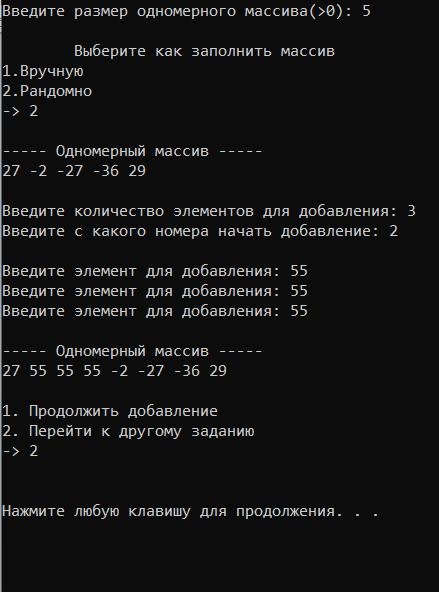 Введите размер одномерного массива(>0): 5
Выберите как заполнить массив
1.Вручную
2.Рандомно
-> 2
----- Одномерный массив -----
27 -2 -27 -36 29
Введите количество элементов для добавления: 3
Введите с какого номера начать добавление: 2
Введите элемент для добавления: 55
Введите элемент для добавления: 55
Введите элемент для добавления: 55
----- Одномерный массив -----
27 55 55 55 -2 -27 -36 29
1. Продолжить добавление
2. Перейти к другому заданию
-> 2
Нажмите любую клавишу для продолжения. . .